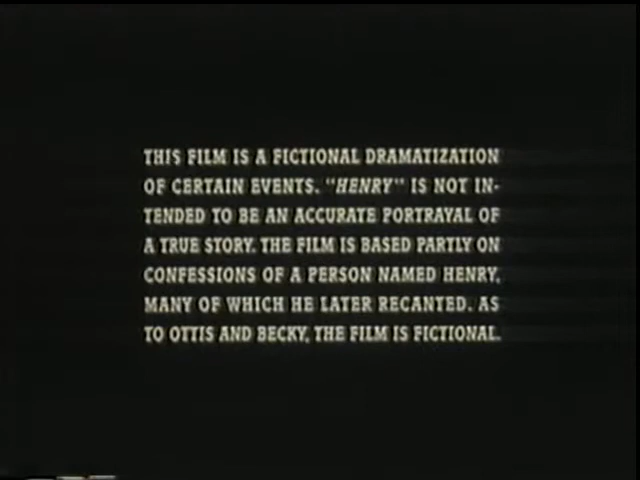 THIS FILM IS A FICTIONAL DRAMATIZATION
OF CERTAIN EVENTS. "HENRY" IS NOT IN-
TENDED TO BE AN ACCURATE PORTRAYAL OF
A TRUE STORY. THE FILM IS BASED PARTLY ON
CONFESSIONS OF A PERSON NAMED HENRY,
MANY OF WHICH HE LATER RECANTED. AS
TO OTTIS AND BECKY, THE FILM IS FICTIONAL.